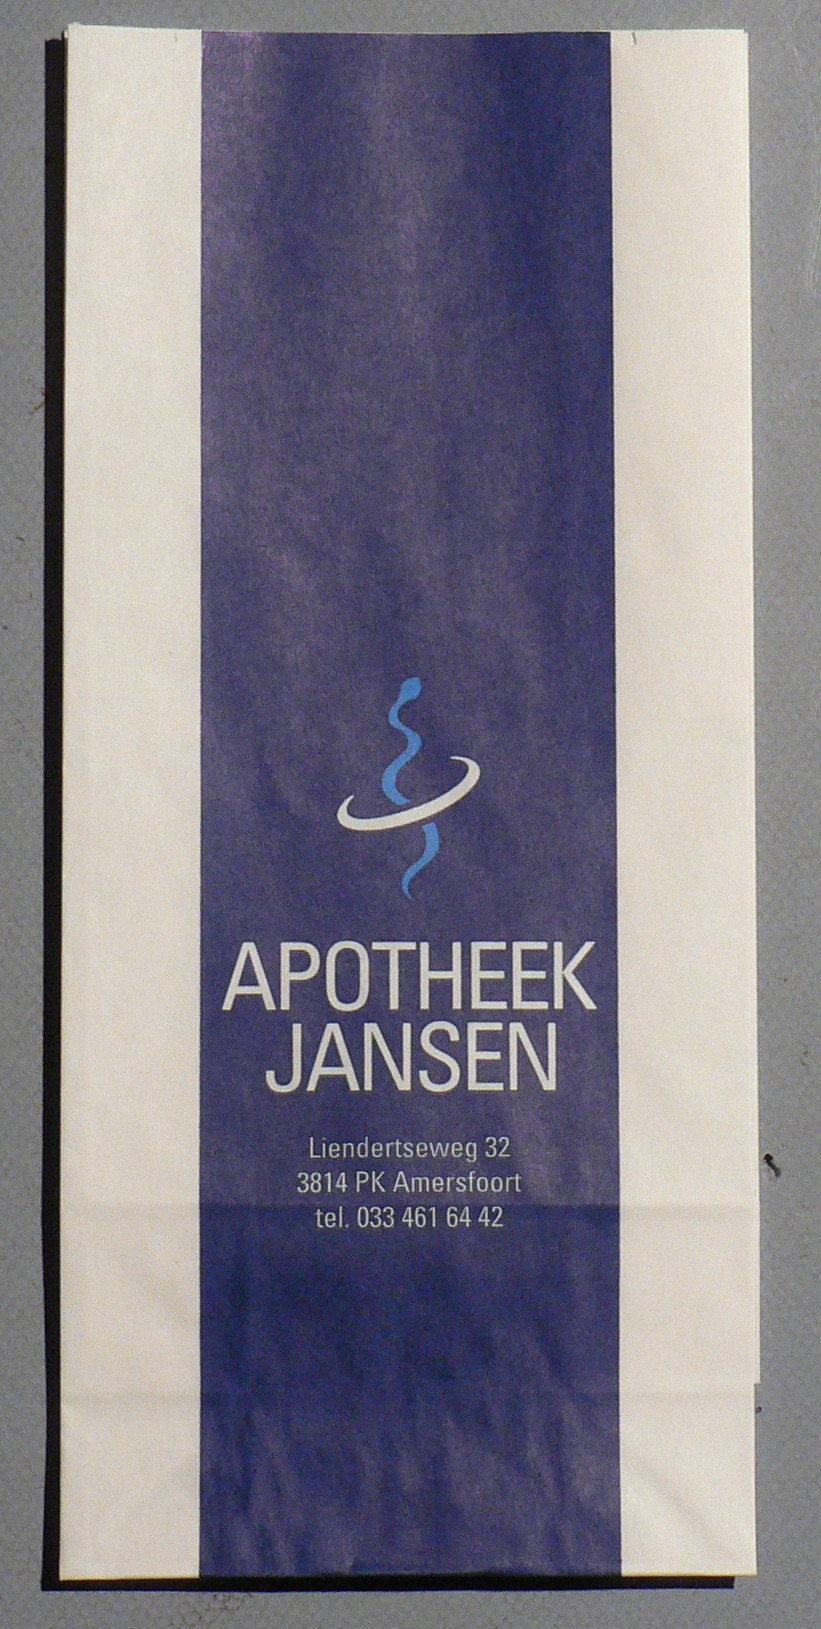 APOTHEEK
JANSEN
Liendertseweg 32
3814 PK Amersfoort
tel. 033 461 64 42